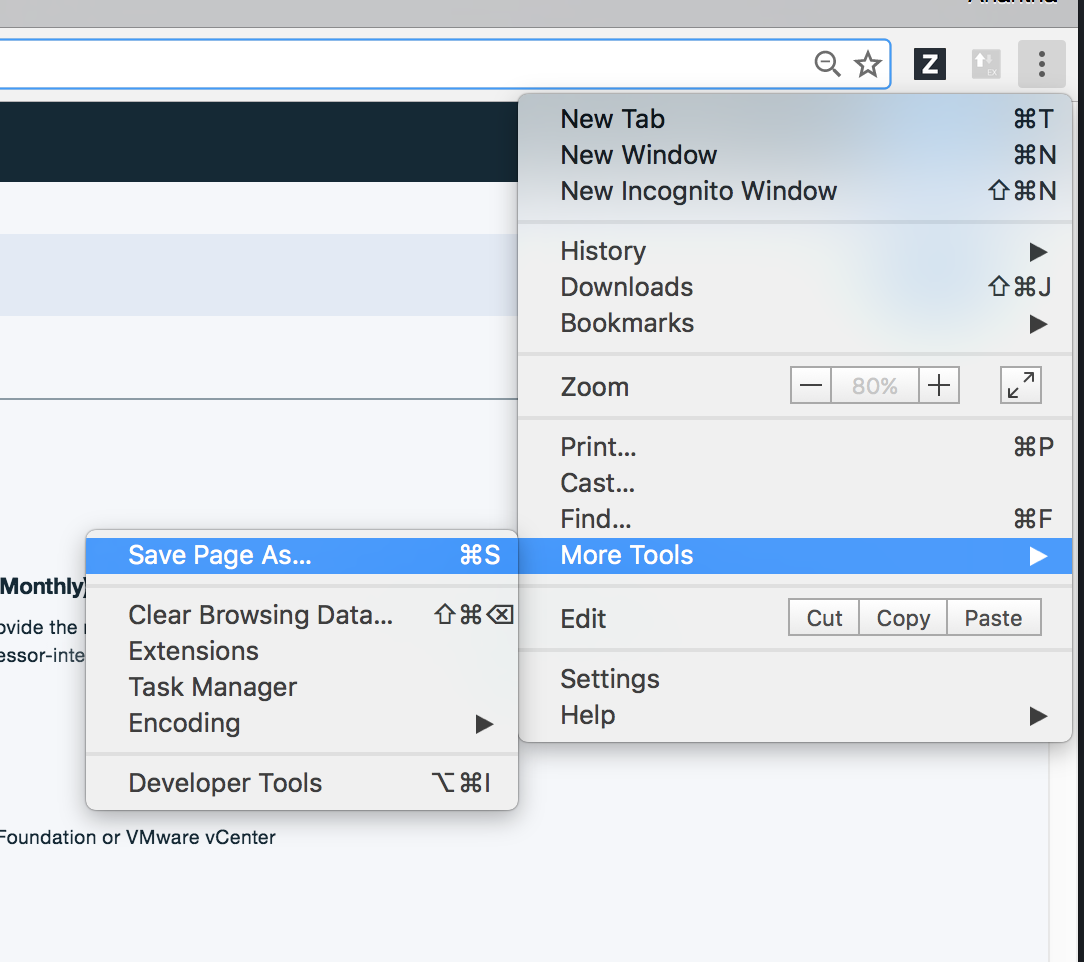 Z
EX
New Tab ⌘T
New Window ⌘N
New Incognito Window ⇧⌘N
History ▶
Downloads ⇧⌘J
Bookmarks ▶
Zoom — 80% +
Print... ⌘P
Cast...
Find... ⌘F
More Tools ▶
Edit Cut Copy Paste
Settings
Help ▶
Save Page As... ⌘S
Clear Browsing Data... ⇧⌘⌫
Extensions
Task Manager
Encoding ▶
Developer Tools ⌥⌘I
Monthly)
ovide the
essor-inte
Foundation or VMware vCenter